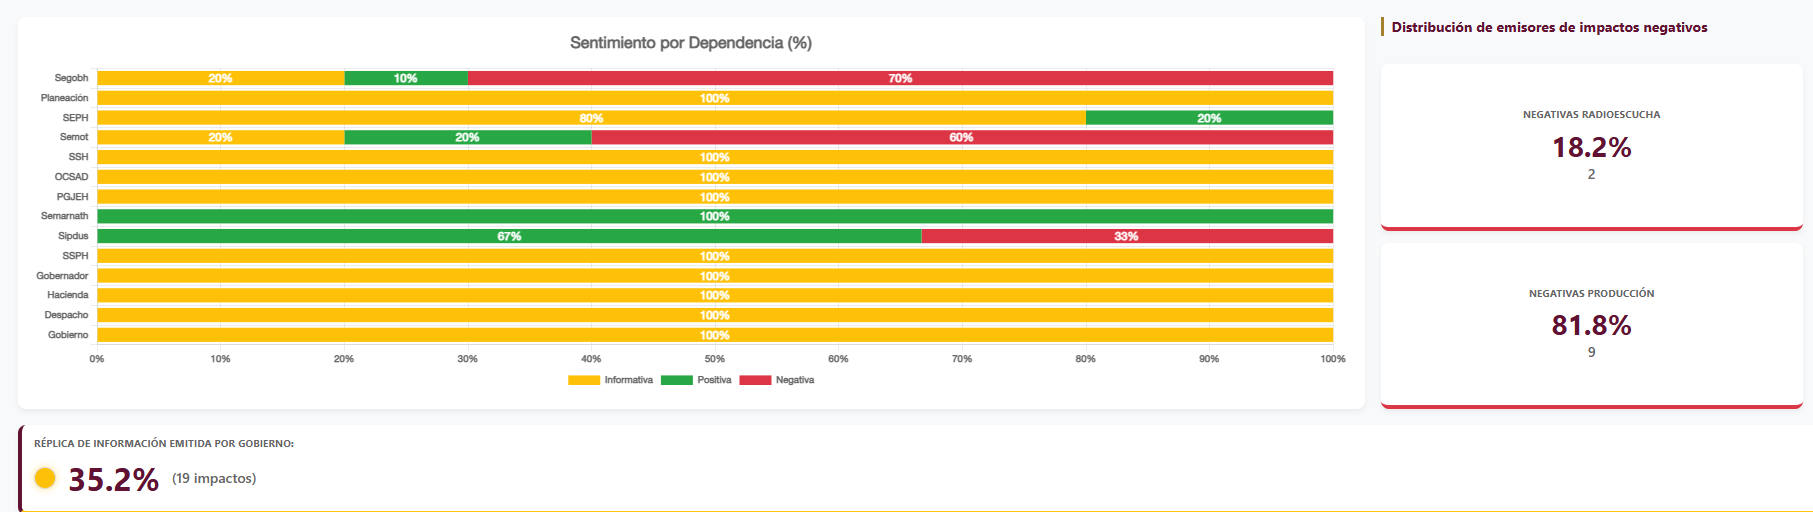 Sentimiento por Dependencia (%)
Segobh 20% 10% 70%
Planeación 100%
SEPH 80% 20%
Semot 20% 20% 60%
SSH 100%
OCSAD 100%
PGJEH 100%
Semarnath 100%
Sipdus 67% 33%
SSPH 100%
Gobernador 100%
Hacienda 100%
Despacho 100%
Gobierno 100%
0% 10% 20% 30% 40% 50% 60% 70% 80% 90% 100%
Informativa Positiva Negativa
Distribución de emisores de impactos negativos
NEGATIVAS RADIOESCUCHA
18.2%
2
NEGATIVAS PRODUCCIÓN
81.8%
9
RÉPLICA DE INFORMACIÓN EMITIDA POR GOBIERNO:
35.2% (19 impactos)